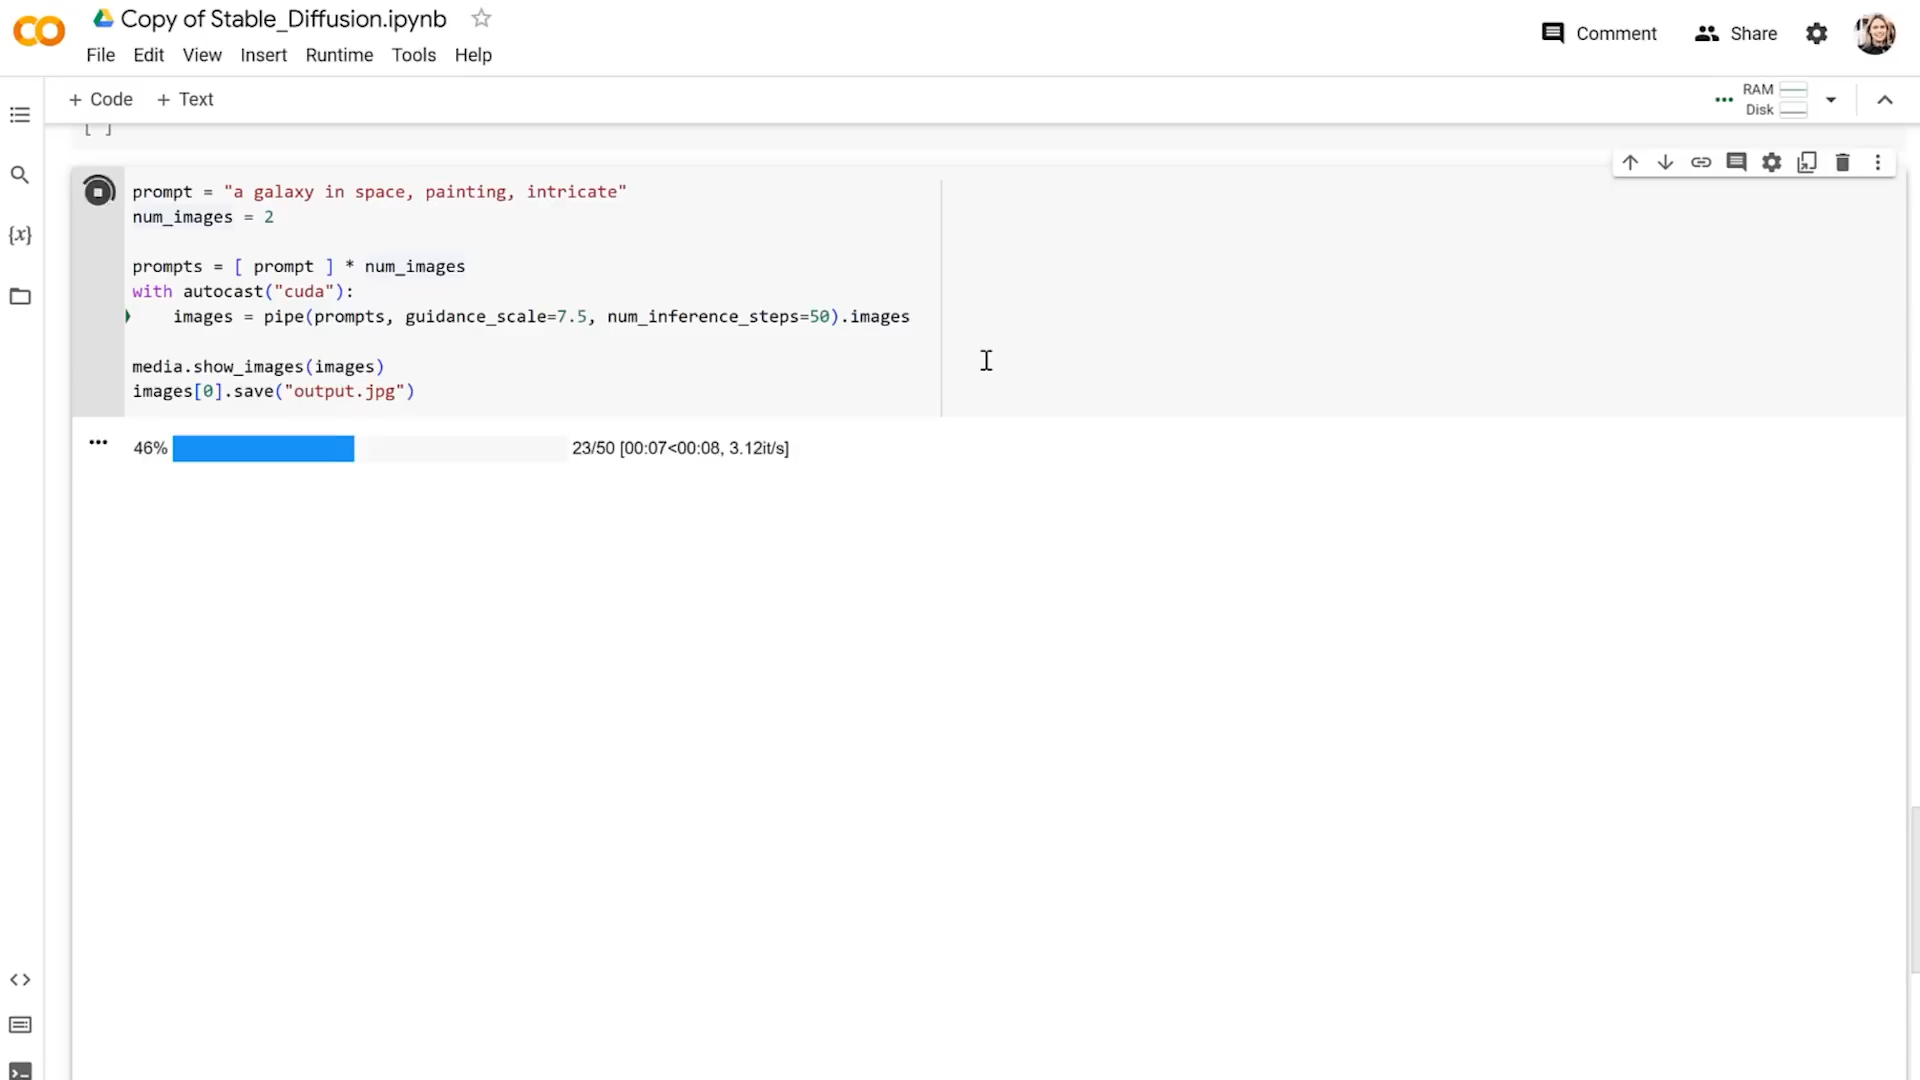 Copy of Stable_Diffusion.ipynb
File Edit View Insert Runtime Tools Help
Comment Share
+ Code + Text
RAM
Disk
[ ]
prompt = "a galaxy in space, painting, intricate"
num_images = 2
prompts = [ prompt ] * num_images
with autocast("cuda"):
images = pipe(prompts, guidance_scale=7.5, num_inference_steps=50).images
media.show_images(images)
images[0].save("output.jpg")
46% 23/50 [00:07<00:08, 3.12it/s]
{x}